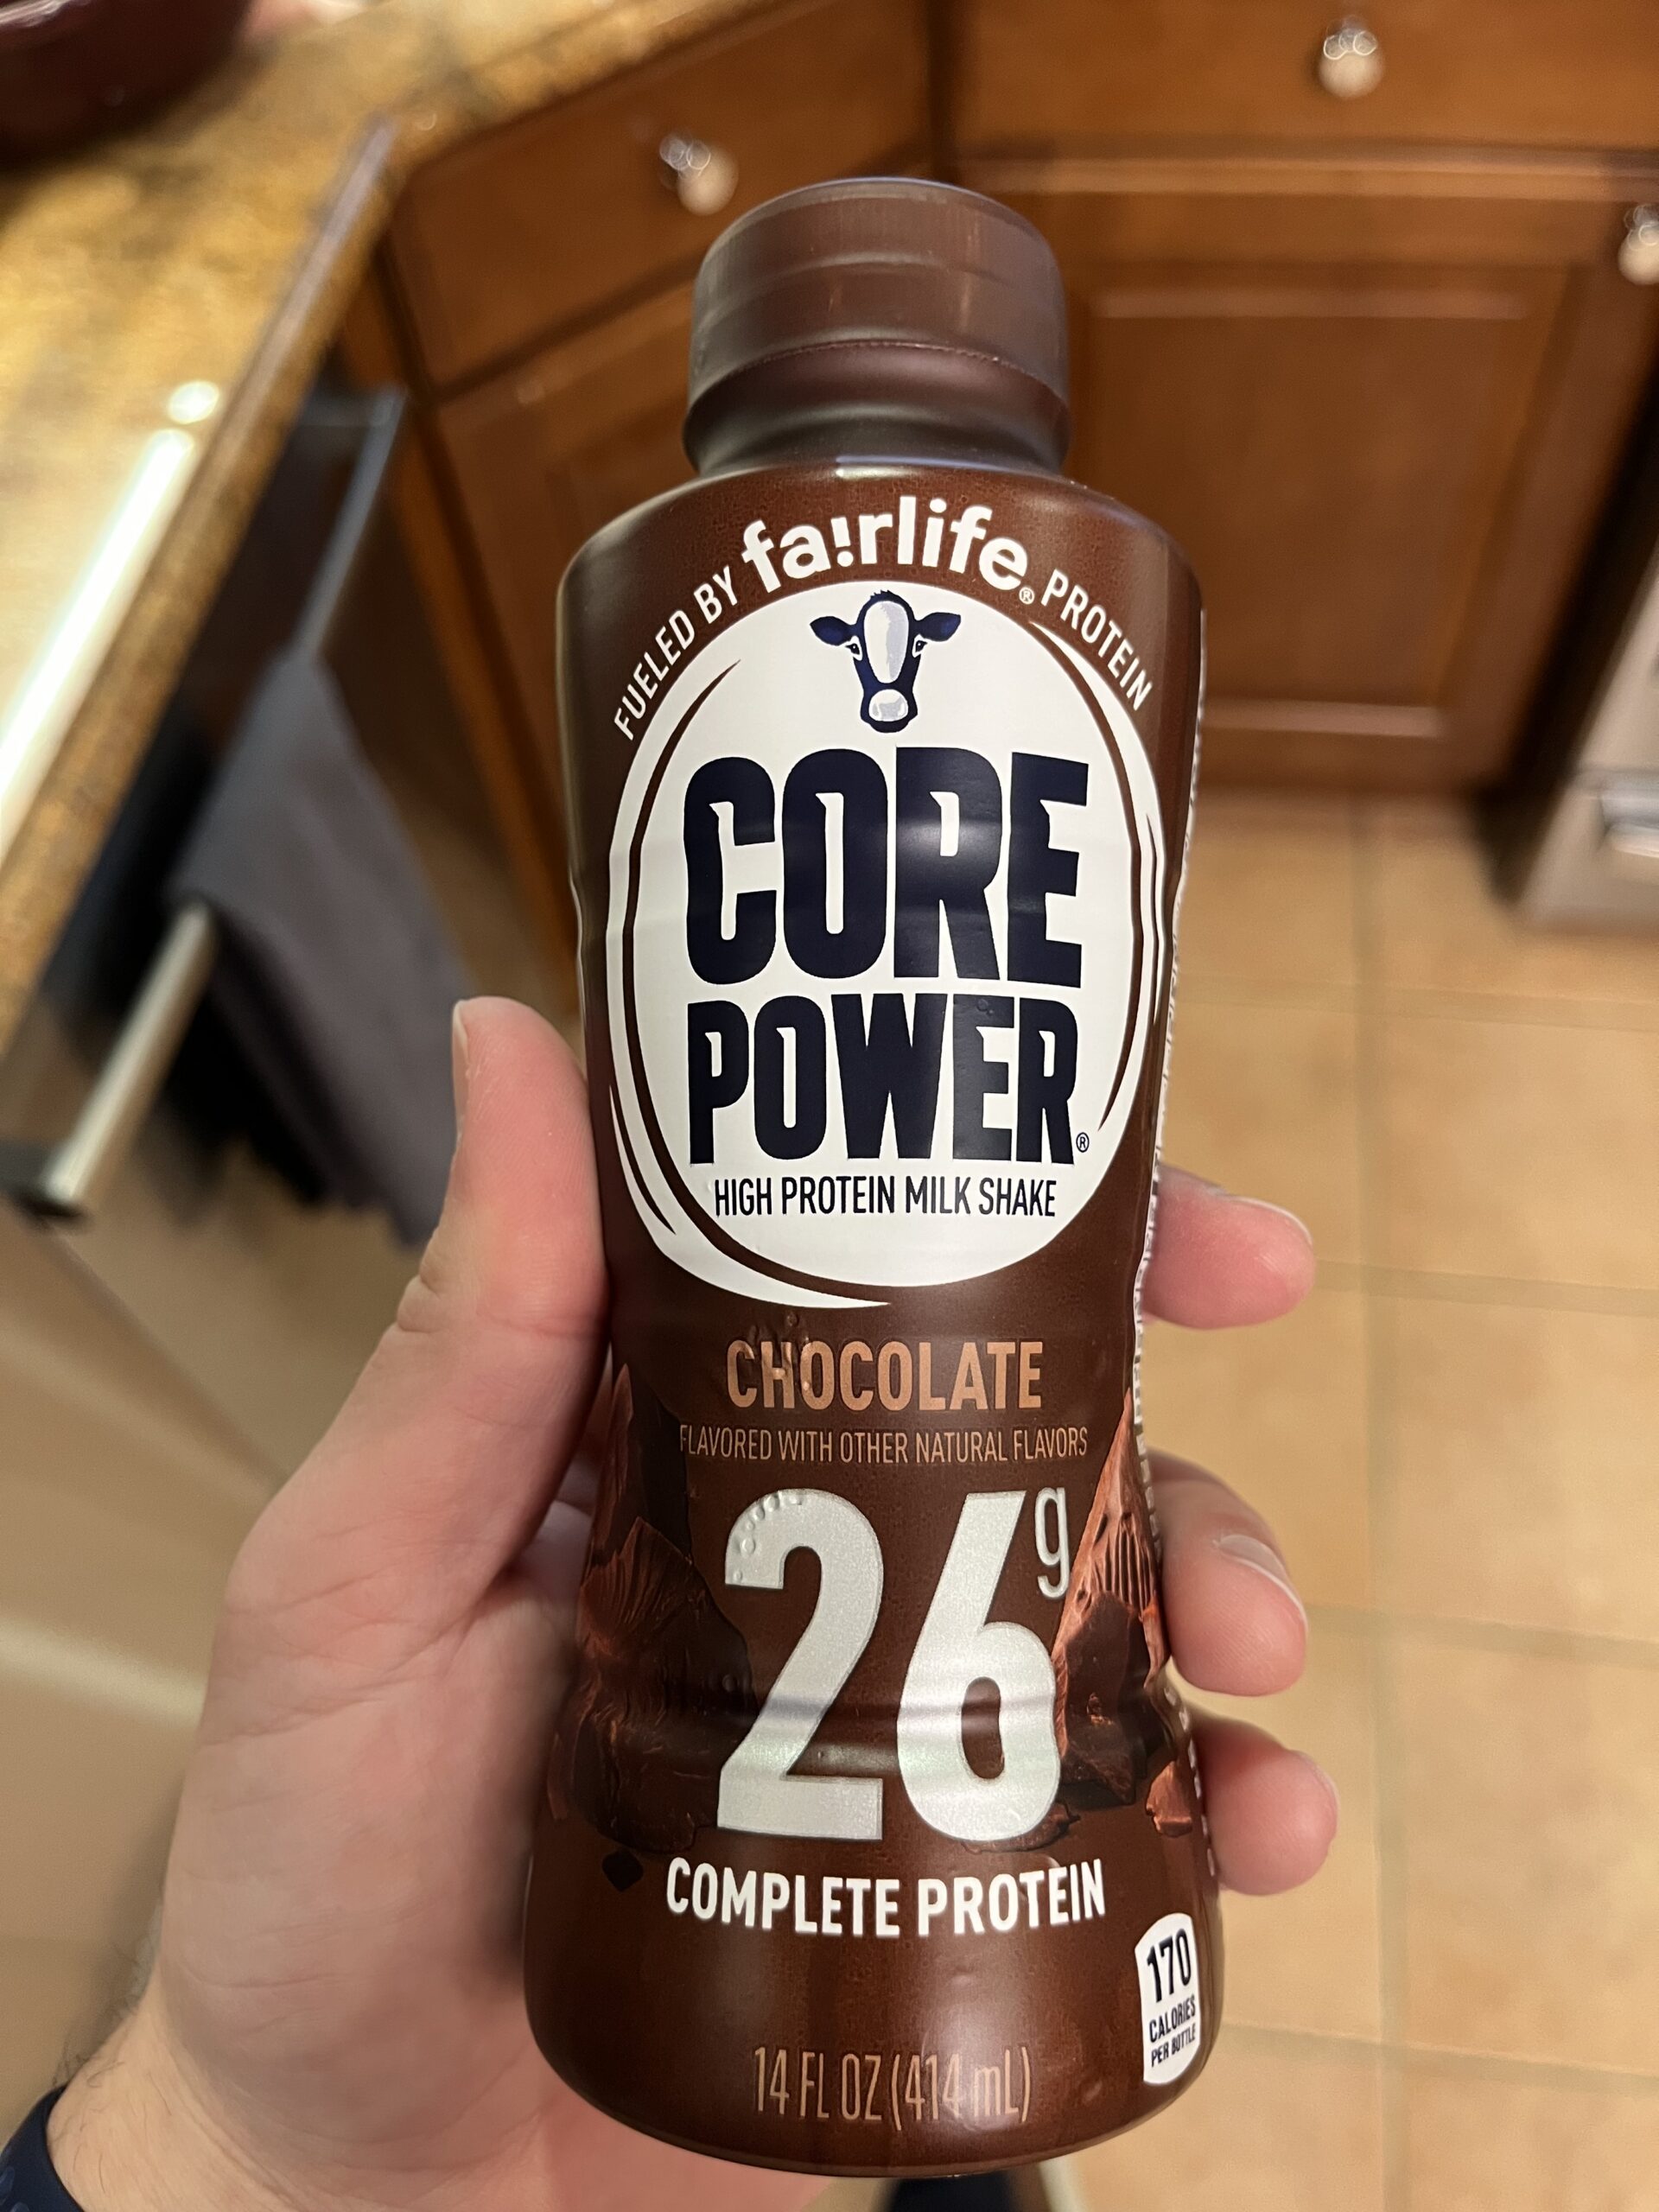 FUELED BY fa!rlife® PROTEIN
CORE
POWER®
HIGH PROTEIN MILK SHAKE
CHOCOLATE
FLAVORED WITH OTHER NATURAL FLAVORS
26g
COMPLETE PROTEIN
170
CALORIES
PER BOTTLE
14 FL OZ (414 mL)